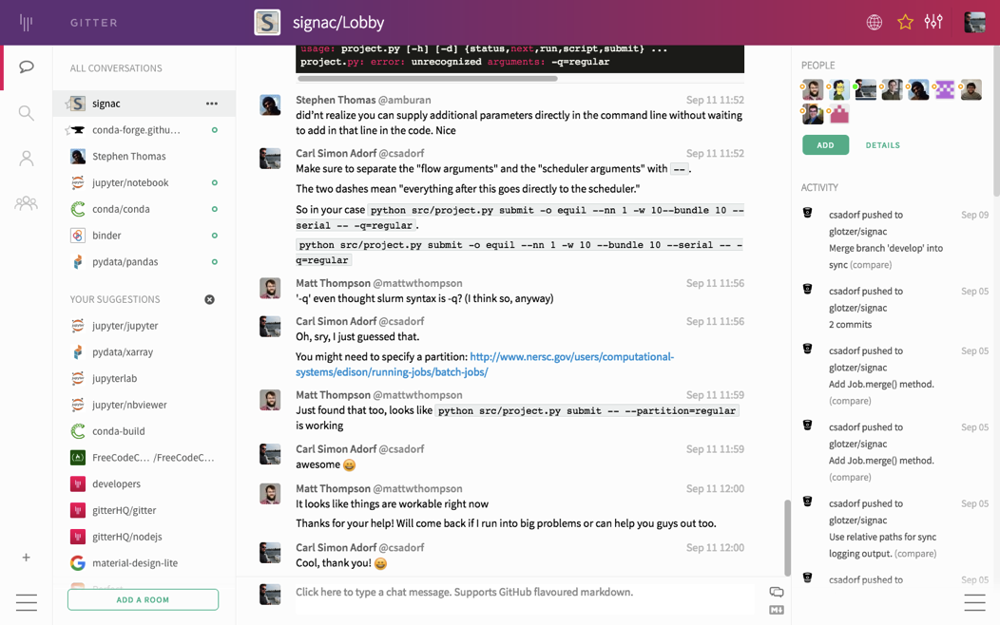 GITTER
signac/Lobby
ALL CONVERSATIONS
signac
conda-forge.githu…
Stephen Thomas
jupyter/notebook
conda/conda
binder
pydata/pandas
YOUR SUGGESTIONS
jupyter/jupyter
pydata/xarray
jupyterlab
jupyter/nbviewer
conda-build
FreeCodeC… /FreeCodeC…
developers
gitterHQ/gitter
gitterHQ/nodejs
material-design-lite
ADD A ROOM
usage: project.py [-h] [-d] {status,next,run,script,submit} ...
project.py: error: unrecognized arguments: -q=regular
Stephen Thomas @amburan Sep 11 11:52
did’nt realize you can supply additional parameters directly in the command line without waiting
to add in that line in the code. Nice
Carl Simon Adorf @csadorf Sep 11 11:52
Make sure to separate the "flow arguments" and the "scheduler arguments" with -- .
The two dashes mean "everything after this goes directly to the scheduler."
So in your case python src/project.py submit -o equil --nn 1 -w 10--bundle 10 --
serial -- -q=regular .
python src/project.py submit -o equil --nn 1 -w 10 --bundle 10 --serial -- -
q=regular
Matt Thompson @mattwthompson Sep 11 11:56
'-q' even thought slurm syntax is -q? (I think so, anyway)
Carl Simon Adorf @csadorf Sep 11 11:56
Oh, sry, I just guessed that.
You might need to specify a partition: http://www.nersc.gov/users/computational-
systems/edison/running-jobs/batch-jobs/
Matt Thompson @mattwthompson Sep 11 11:59
Just found that too, looks like python src/project.py submit -- --partition=regular
is working
Carl Simon Adorf @csadorf Sep 11 11:59
awesome 😄
Matt Thompson @mattwthompson Sep 11 12:00
It looks like things are workable right now
Thanks for your help! Will come back if I run into big problems or can help you guys out too.
Carl Simon Adorf @csadorf Sep 11 12:00
Cool, thank you! 😄
Click here to type a chat message. Supports GitHub flavoured markdown.
PEOPLE
ADD DETAILS
ACTIVITY
csadorf pushed to Sep 09
glotzer/signac
Merge branch 'develop' into
sync (compare)
csadorf pushed to Sep 05
glotzer/signac
2 commits
csadorf pushed to Sep 05
glotzer/signac
Add Job.merge() method.
(compare)
csadorf pushed to Sep 05
glotzer/signac
Add Job.merge() method.
(compare)
csadorf pushed to Sep 05
glotzer/signac
Use relative paths for sync
logging output. (compare)
csadorf pushed to Sep 05